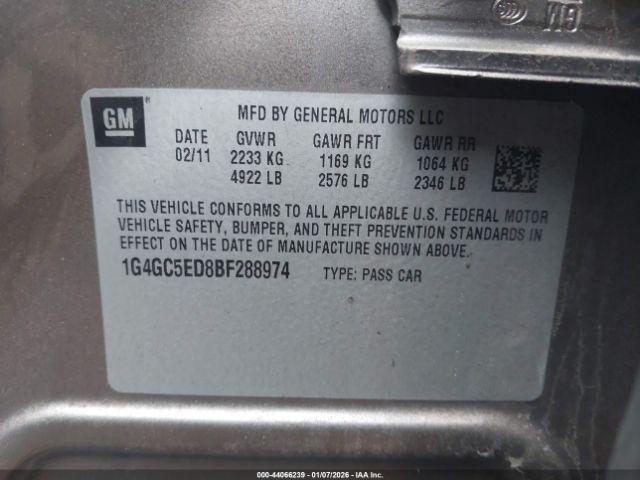 GM
GM ®
MFD BY GENERAL MOTORS LLC
DATE GVWR GAWR FRT GAWR RR
02/11 2233 KG 1169 KG 1064 KG
4922 LB 2576 LB 2346 LB
THIS VEHICLE CONFORMS TO ALL APPLICABLE U.S. FEDERAL MOTOR
VEHICLE SAFETY, BUMPER, AND THEFT PREVENTION STANDARDS IN
EFFECT ON THE DATE OF MANUFACTURE SHOWN ABOVE.
1G4GC5ED8BF288974 TYPE: PASS CAR
000-44066239 - 01/07/2026 - IAA Inc.